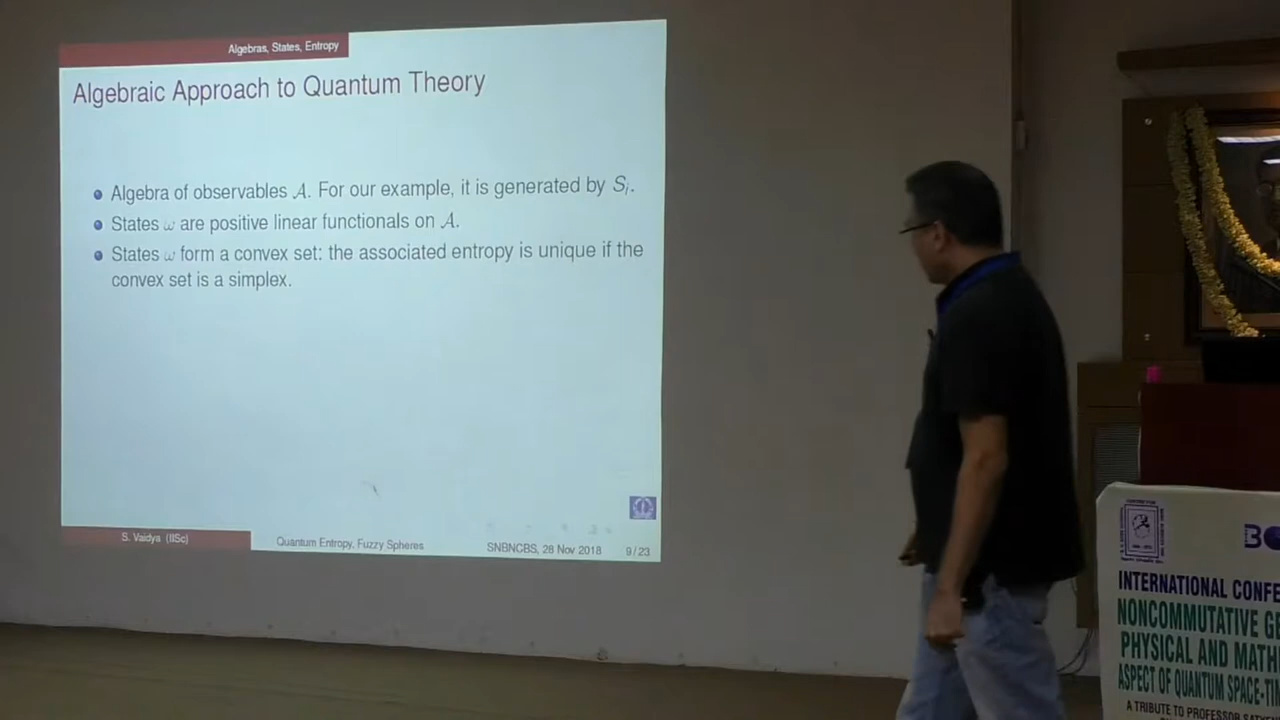 Algebras, States, Entropy
Algebraic Approach to Quantum Theory
Algebra of observables 𝒜. For our example, it is generated by Sᵢ.
States ω are positive linear functionals on 𝒜.
States ω form a convex set: the associated entropy is unique if the
convex set is a simplex.
S. Vaidya (IISc)
Quantum Entropy, Fuzzy Spheres
SNBNCBS, 28 Nov 2018
9/23
INTERNATIONAL CONFE
NONCOMMUTATIVE GE
PHYSICAL AND MATH
ASPECT OF QUANTUM SPACE-TIM
A TRIBUTE TO PROFESSOR SATY